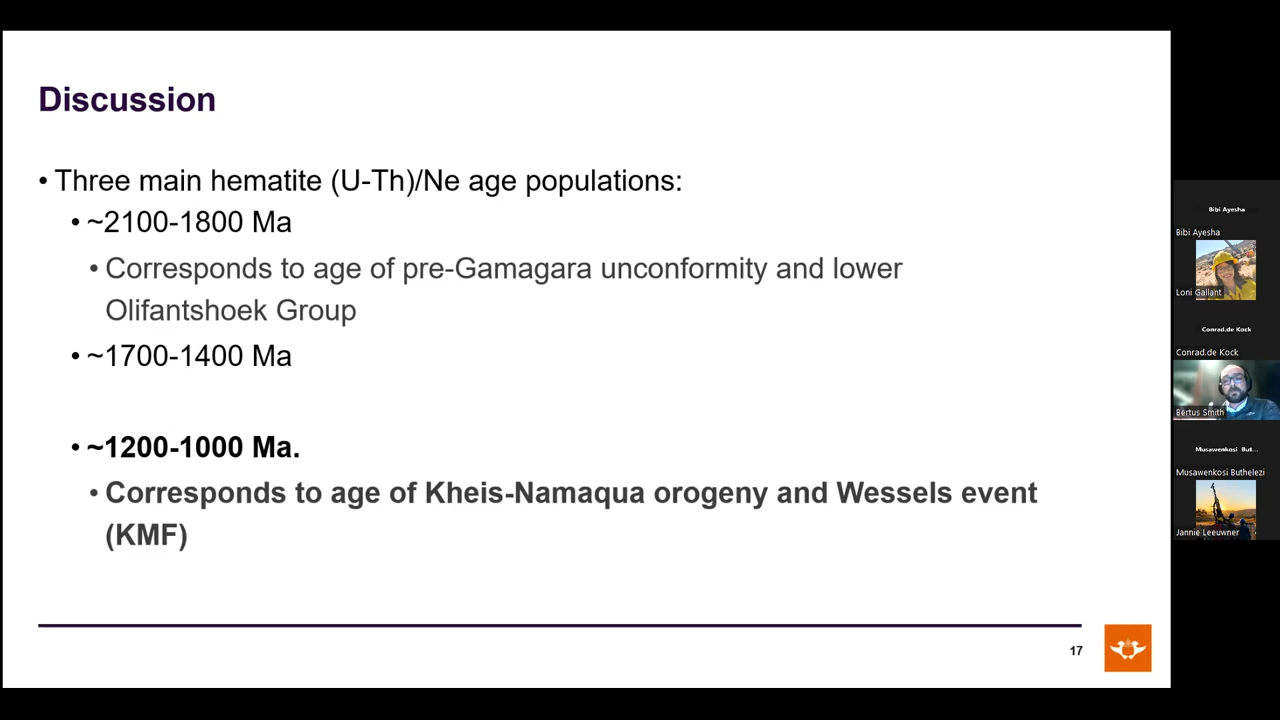 Discussion
• Three main hematite (U-Th)/Ne age populations:
• ~2100-1800 Ma
• Corresponds to age of pre-Gamagara unconformity and lower
Olifantshoek Group
• ~1700-1400 Ma
• ~1200-1000 Ma.
• Corresponds to age of Kheis-Namaqua orogeny and Wessels event
(KMF)
17
Bibi Ayesha
Bibi Ayesha
Loni Gallant
Conrad.de Kock
Conrad.de Kock
Bertus Smith
Musawenkosi But...
Musawenkosi Buthelezi
Jannie Leeuwner